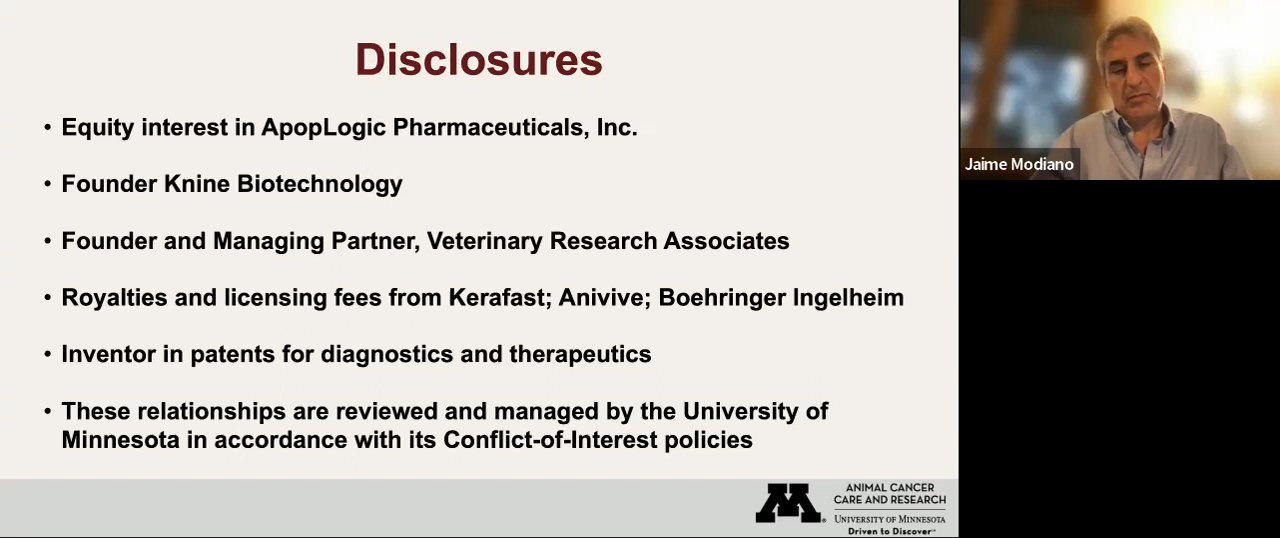 Disclosures
• Equity interest in ApopLogic Pharmaceuticals, Inc.
• Founder Knine Biotechnology
• Founder and Managing Partner, Veterinary Research Associates
• Royalties and licensing fees from Kerafast; Anivive; Boehringer Ingelheim
• Inventor in patents for diagnostics and therapeutics
• These relationships are reviewed and managed by the University of
Minnesota in accordance with its Conflict-of-Interest policies
M
ANIMAL CANCER
CARE AND RESEARCH
UNIVERSITY OF MINNESOTA
Driven to Discover℠
Jaime Modiano